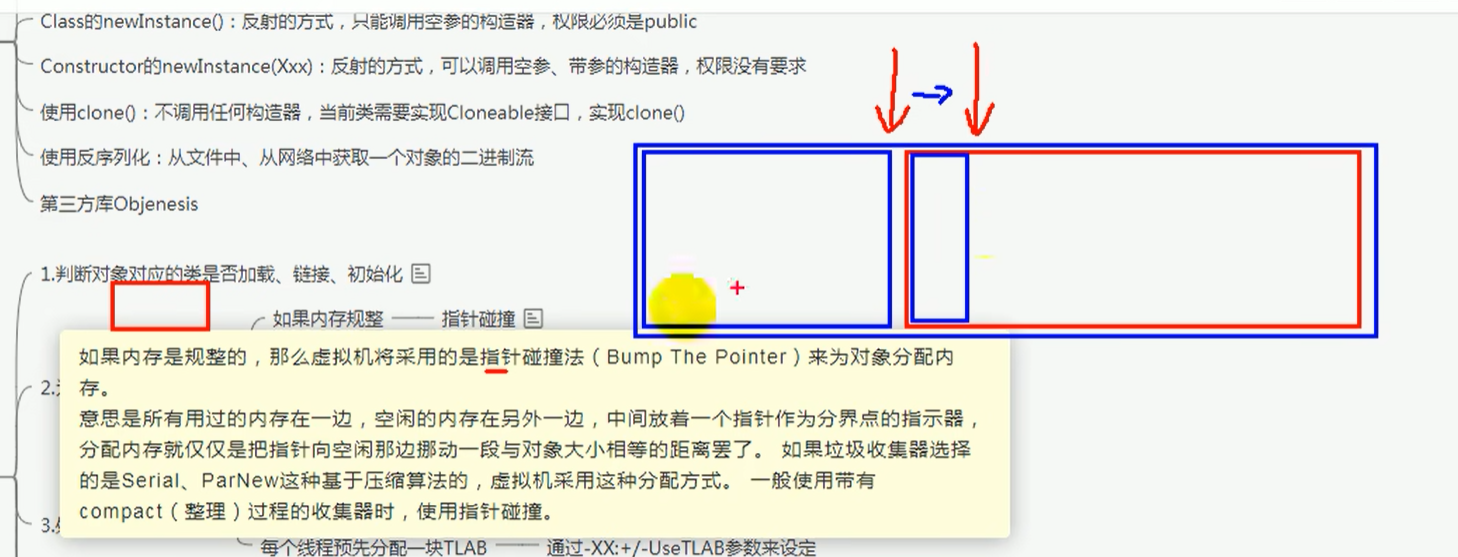 Class的newInstance()：反射的方式，只能调用空参的构造器，权限必须是public
Constructor的newInstance(Xxx)：反射的方式，可以调用空参、带参的构造器，权限没有要求
使用clone()：不调用任何构造器，当前类需要实现Cloneable接口，实现clone()
使用反序列化：从文件中、从网络中获取一个对象的二进制流
第三方库Objenesis
1.判断对象对应的类是否加载、链接、初始化
如果内存规整 指针碰撞
如果内存是规整的，那么虚拟机将采用的是指针碰撞法（Bump The Pointer）来为对象分配内
存。
2.
意思是所有用过的内存在一边，空闲的内存在另外一边，中间放着一个指针作为分界点的指示器，
分配内存就仅仅是把指针向空闲那边挪动一段与对象大小相等的距离罢了。 如果垃圾收集器选择
的是Serial、ParNew这种基于压缩算法的，虚拟机采用这种分配方式。 一般使用带有
compact（整理）过程的收集器时，使用指针碰撞。
3.
每个线程预先分配一块TLAB 通过-XX:+/-UseTLAB参数来设定